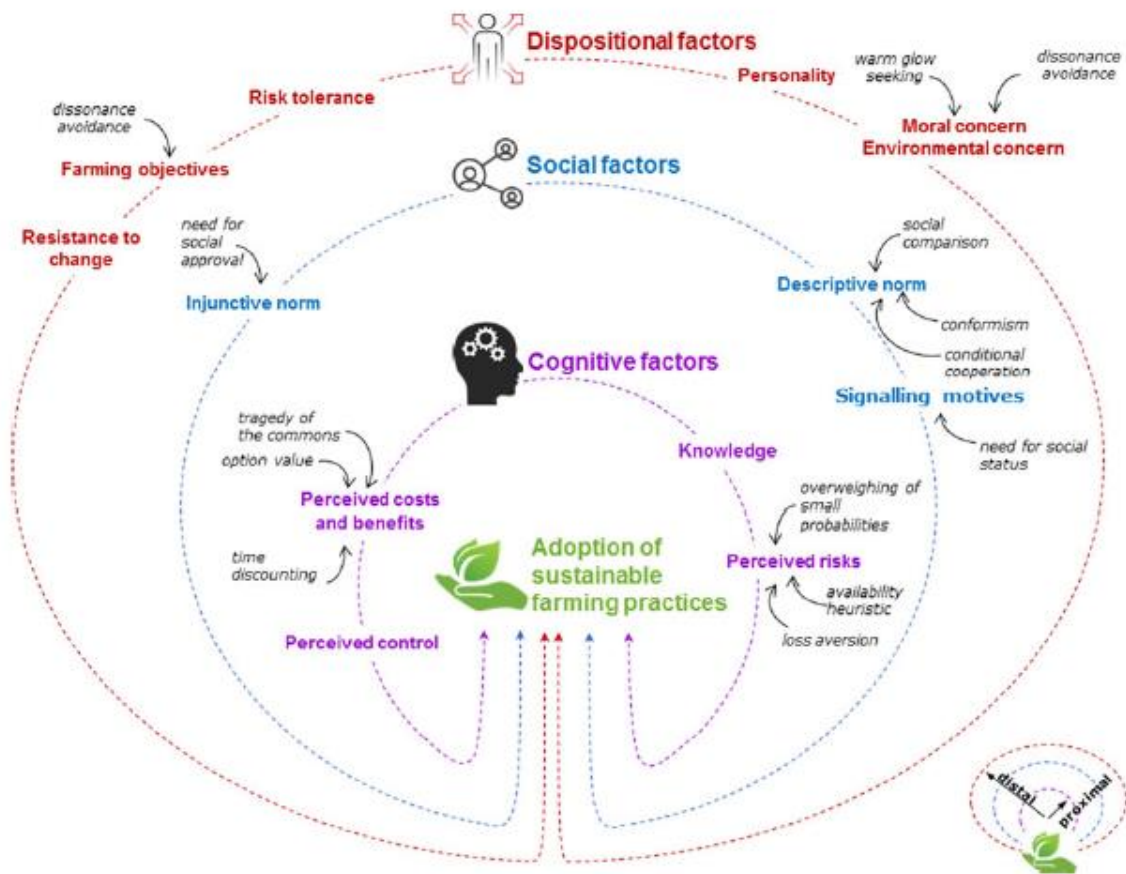 Dispositional factors
Personality
warm glow
seeking
dissonance
avoidance
Risk tolerance
dissonance
avoidance
Moral concern
Environmental concern
Farming objectives
Social factors
Resistance to
change
need for
social
approval
social
comparison
Injunctive norm
Descriptive norm
conformism
conditional
cooperation
Cognitive factors
Signalling motives
need for social
status
tragedy of
the commons
option value
Knowledge
Perceived costs
and benefits
overweighing of
small
probabilities
time
discounting
Adoption of
sustainable
farming practices
Perceived risks
availability
heuristic
loss aversion
Perceived control
distal
proximal